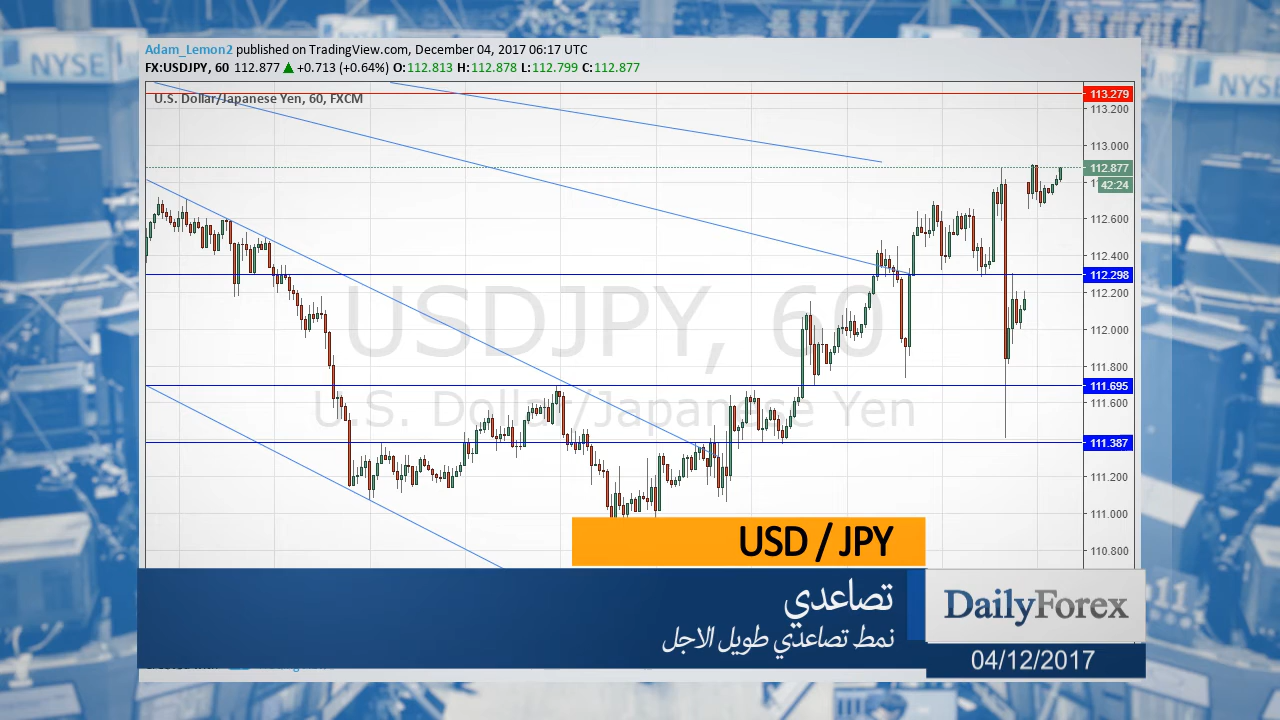 NYSE
NYSE
Adam_Lemon2 published on TradingView.com, December 04, 2017 06:17 UTC
FX:USDJPY, 60 112.877 ▲ +0.713 (+0.64%) O:112.813 H:112.878 L:112.799 C:112.877
U.S. Dollar/Japanese Yen, 60, FXCM
113.279
113.200
113.000
112.877
42:24
112.600
112.400
112.298
112.200
112.000
111.800
111.695
111.600
111.387
111.200
111.000
110.800
USDJPY, 60
U.S. Dollar/Japanese Yen
USD / JPY
تصاعدي
نمط تصاعدي طويل الاجل
DailyForex
04/12/2017